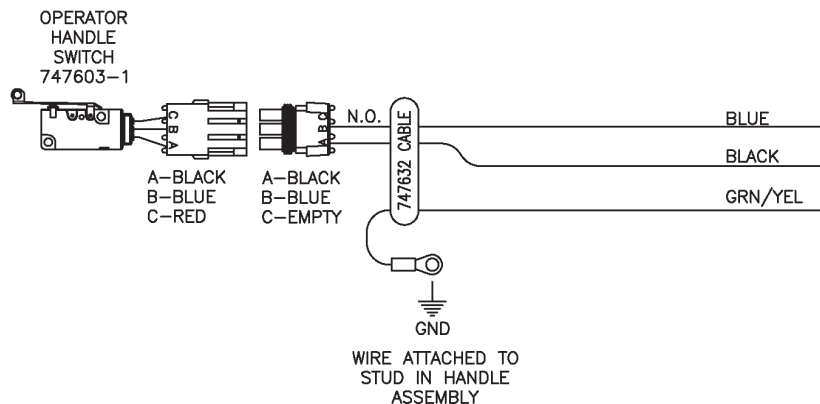 OPERATOR
HANDLE
SWITCH
747603-1
C
B
A
A-BLACK
B-BLUE
C-RED
A B C
A-BLACK
B-BLUE
C-EMPTY
N.O.
747632 CABLE
BLUE
BLACK
GRN/YEL
GND
WIRE ATTACHED TO
STUD IN HANDLE
ASSEMBLY